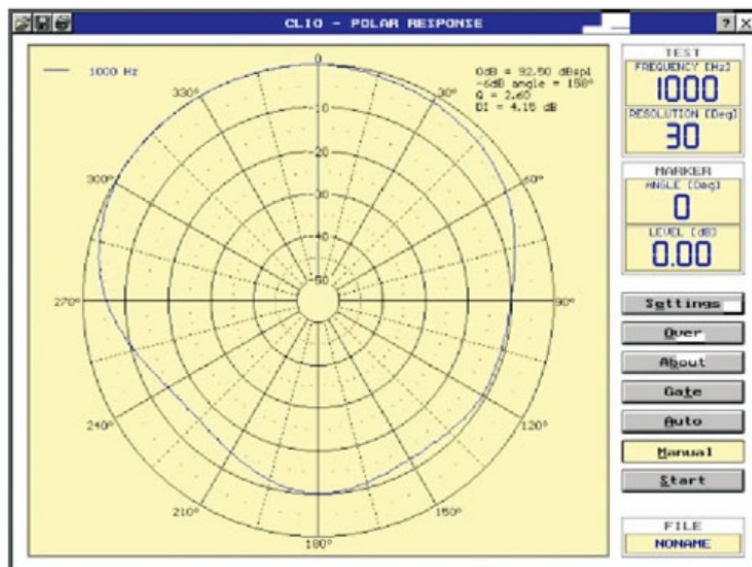 CLIO - POLAR RESPONSE
? X
1000 Hz
0dB = 92.50 dBspl
-6dB angle = 158°
Q = 2.60
DI = 4.15 dB
0
330°
30°
-10
-20
300°
60°
-30
-40
-50
270°
90°
240°
120°
210°
150°
180°
TEST
FREQUENCY [Hz]
1000
RESOLUTION [Deg]
30
MARKER
ANGLE [Deg]
0
LEVEL [dB]
0.00
Settings
Over
About
Gate
Auto
Manual
Start
FILE
NONAME